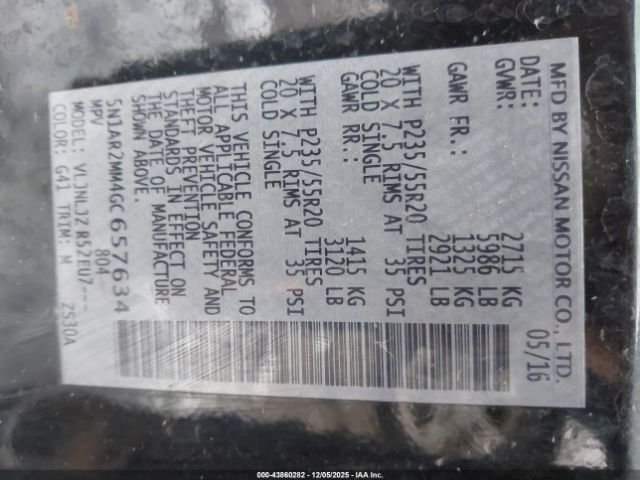 MFD BY NISSAN MOTOR CO., LTD.
DATE: 05/16
GVWR: 2715 KG
5986 LB
GAWR FR.: 1325 KG
2921 LB
WITH P235/55R20 TIRES
20 X 7.5 RIMS AT 35 PSI
COLD SINGLE
GAWR RR.: 1415 KG
3120 LB
WITH P235/55R20 TIRES
20 X 7.5 RIMS AT 35 PSI
COLD SINGLE
THIS VEHICLE CONFORMS TO
ALL APPLICABLE FEDERAL
MOTOR VEHICLE SAFETY AND
THEFT PREVENTION
STANDARDS IN EFFECT ON
THE DATE OF MANUFACTURE
SHOWN ABOVE.
5N1AR2MM4GC657634
MPV 804
MODEL: VLJNLJZ R52EU7---
COLOR: G41 TRIM: M 2S30A
000-43860282 - 12/05/2025 - IAA Inc.